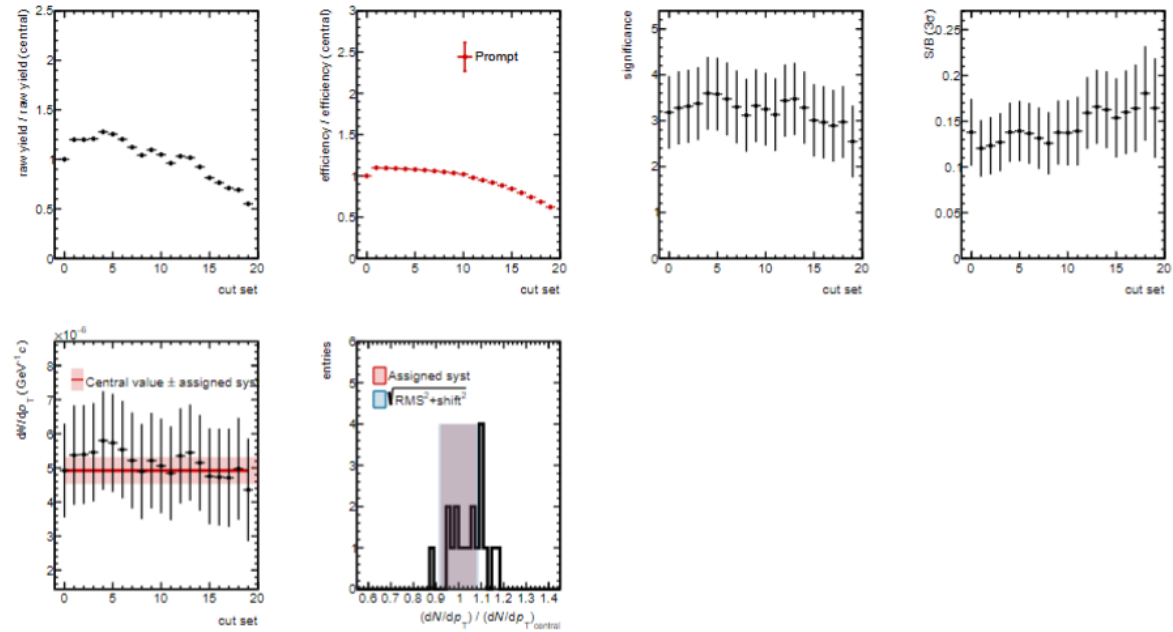 raw yield / raw yield (central)
2.5
2
1.5
1
0.5
0
0 5 10 15 20
cut set
efficiency / efficiency (central)
3
2.5
2
1.5
1
0.5
0
Prompt
0 5 10 15 20
cut set
significance
5
4
3
2
1
0
0 5 10 15 20
cut set
S/B (3σ)
0.25
0.2
0.15
0.1
0.05
0
0 5 10 15 20
cut set
×10⁻⁶
dN/dp_T (GeV⁻¹ c)
8
7
6
5
4
3
2
Central value ± assigned sys
0 5 10 15 20
cut set
entries
6
5
4
3
2
1
0
Assigned syst
√RMS²+shift²
0.5 0.6 0.7 0.8 0.9 1 1.1 1.2 1.3 1.4
(dN/dp_T) / (dN/dp_T)_central